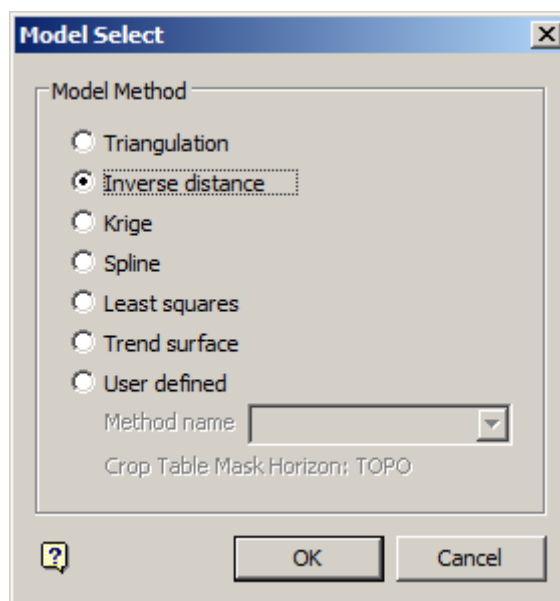 Model Select
Model Method
Triangulation
Inverse distance
Krige
Spline
Least squares
Trend surface
User defined
Method name
Crop Table Mask Horizon: TOPO
OK
Cancel